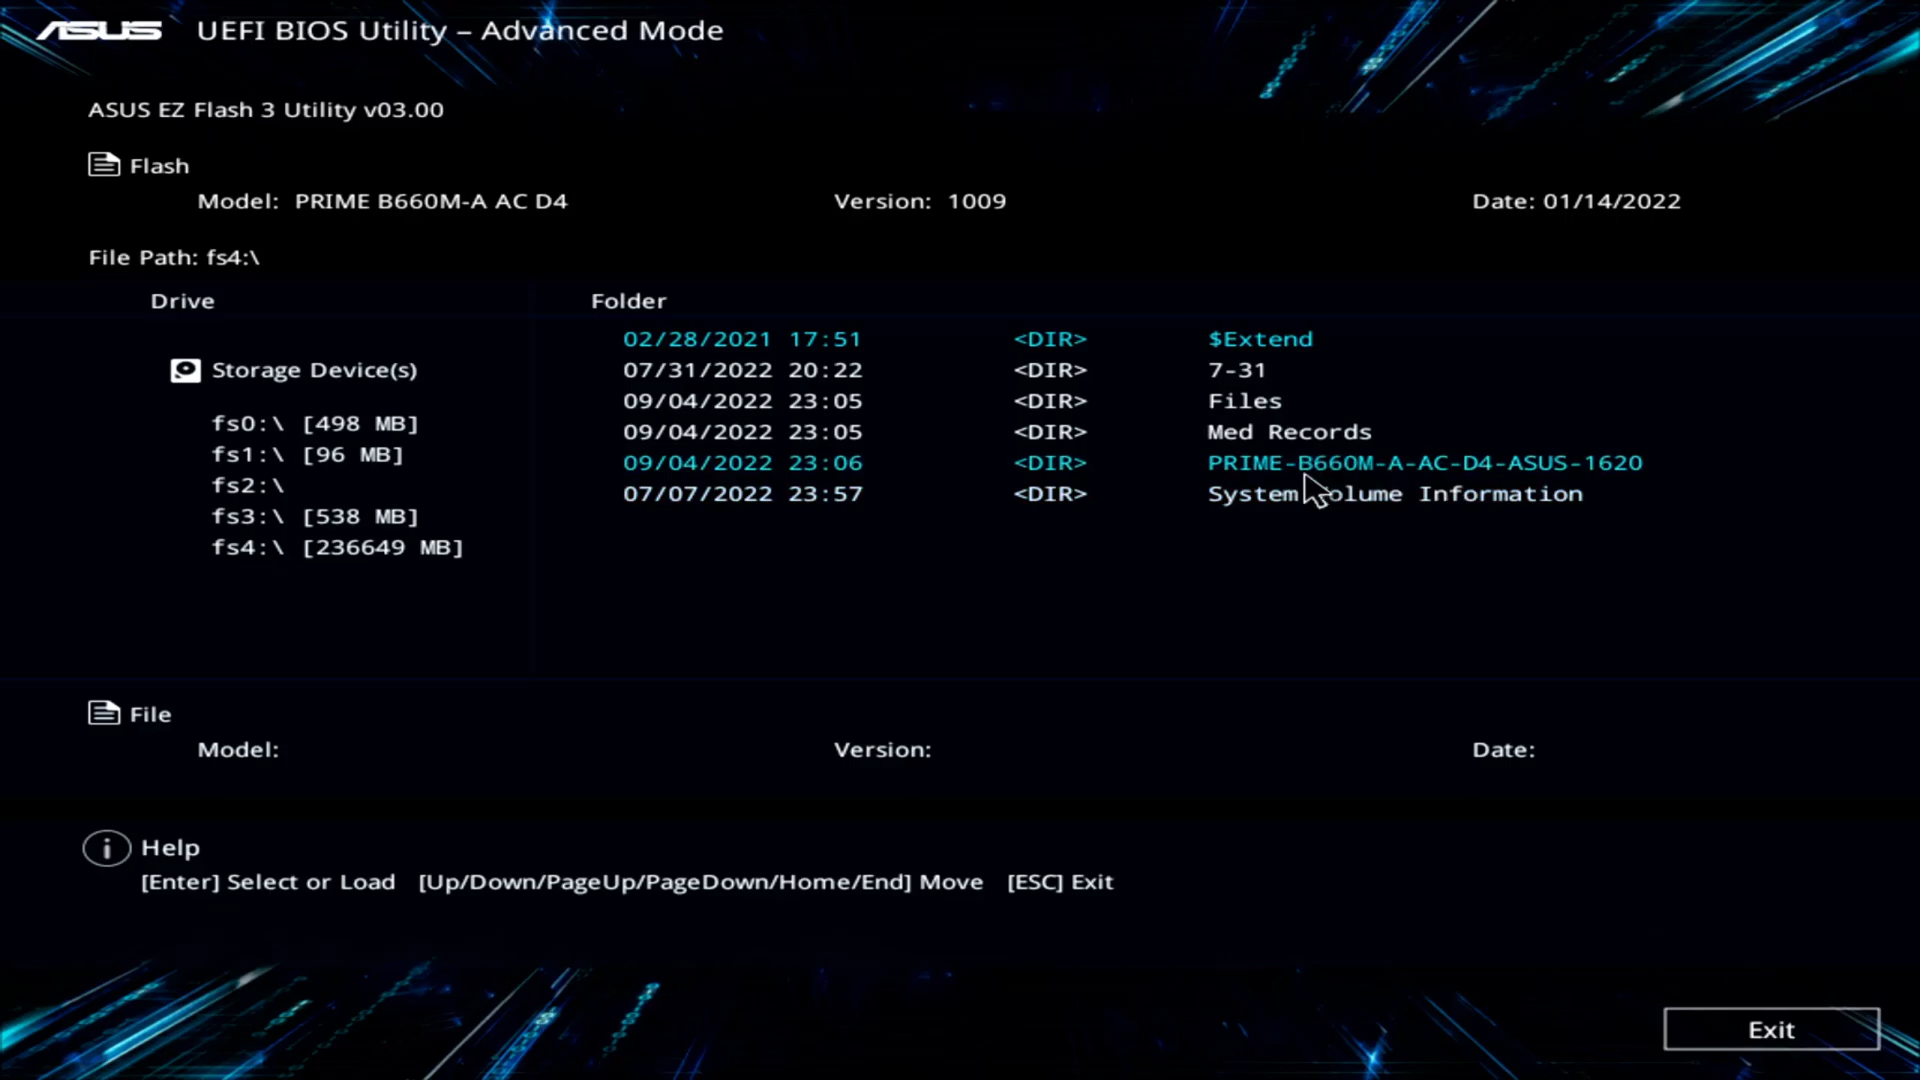 ASUS UEFI BIOS Utility – Advanced Mode
ASUS EZ Flash 3 Utility v03.00
Flash
Model: PRIME B660M-A AC D4 Version: 1009 Date: 01/14/2022
File Path: fs4:\
Drive Folder
Storage Device(s)
fs0:\ [498 MB]
fs1:\ [96 MB]
fs2:\
fs3:\ [538 MB]
fs4:\ [236649 MB]
02/28/2021 17:51 <DIR> $Extend
07/31/2022 20:22 <DIR> 7-31
09/04/2022 23:05 <DIR> Files
09/04/2022 23:05 <DIR> Med Records
09/04/2022 23:06 <DIR> PRIME-B660M-A-AC-D4-ASUS-1620
07/07/2022 23:57 <DIR> System Volume Information
File
Model: Version: Date:
Help
[Enter] Select or Load [Up/Down/PageUp/PageDown/Home/End] Move [ESC] Exit
Exit